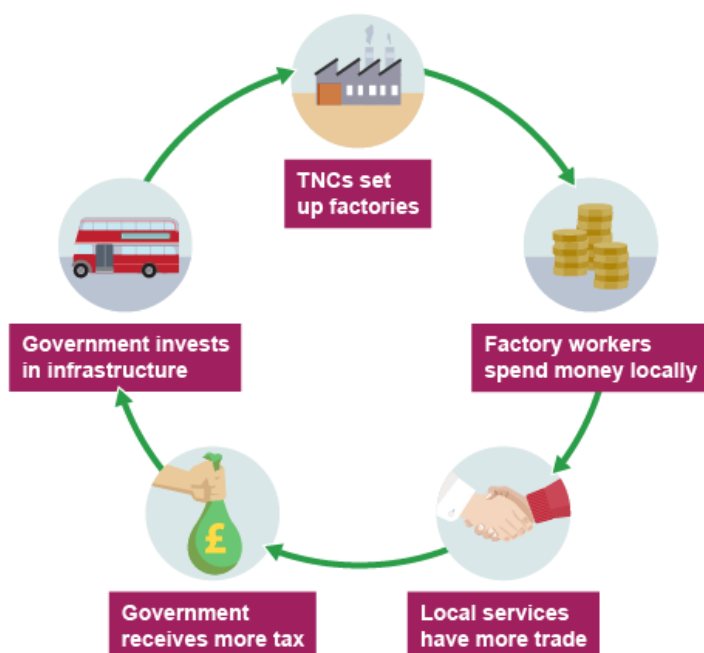 TNCs set
up factories
Factory workers
spend money locally
Local services
have more trade
£
Government
receives more tax
Government invests
in infrastructure